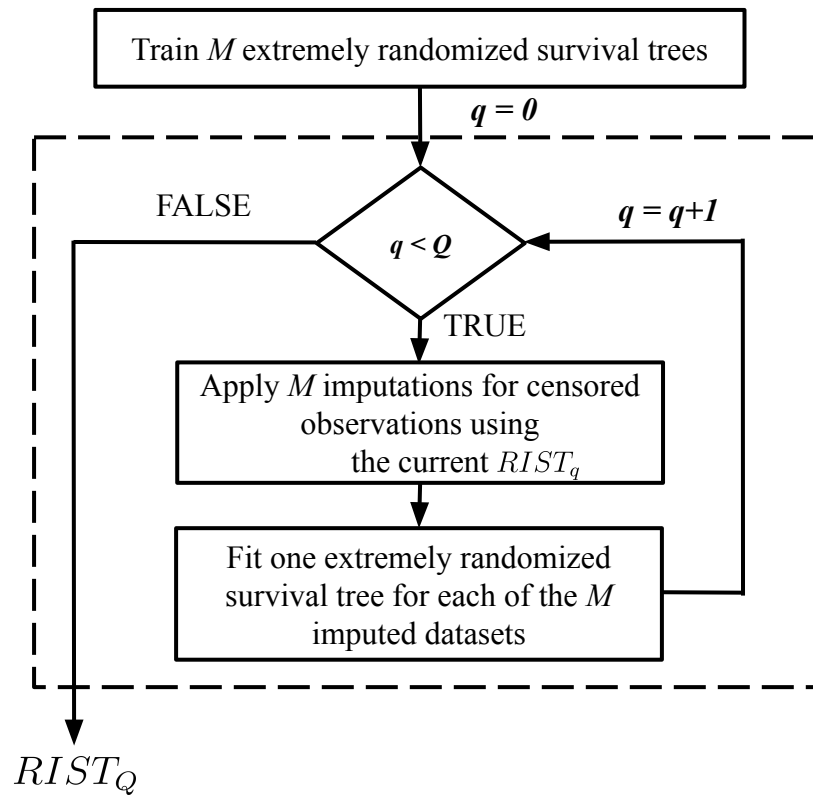 Train M extremely randomized survival trees
q = 0
FALSE
q = q+1
q < Q
TRUE
Apply M imputations for censored
observations using
the current RIST_q
Fit one extremely randomized
survival tree for each of the M
imputed datasets
RIST_Q